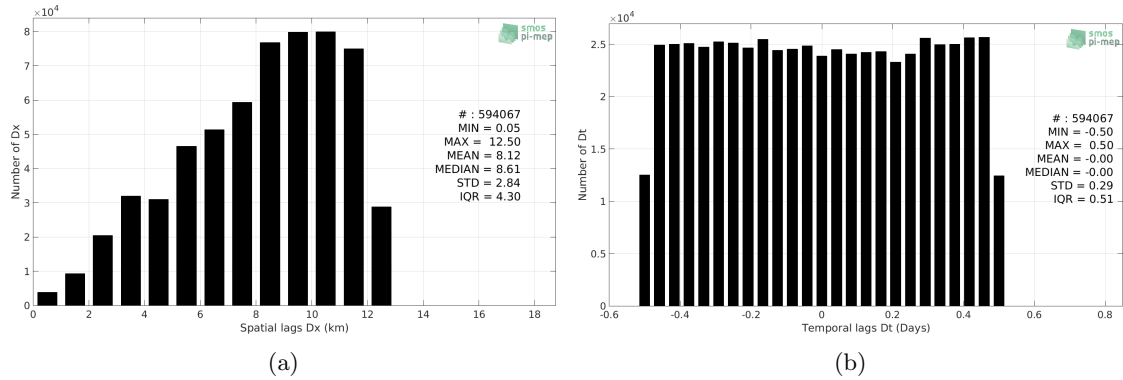 ×10⁴
8
7
6
5
4
3
2
1
0
Number of Dx
smos
pi-mep
# : 594067
MIN = 0.05
MAX = 12.50
MEAN = 8.12
MEDIAN = 8.61
STD = 2.84
IQR = 4.30
0 2 4 6 8 10 12 14 16 18
Spatial lags Dx (km)
(a)
×10⁴
2.5
2
1.5
1
0.5
0
Number of Dt
smos
pi-mep
# : 594067
MIN = -0.50
MAX = 0.50
MEAN = -0.00
MEDIAN = -0.00
STD = 0.29
IQR = 0.51
-0.6 -0.4 -0.2 0 0.2 0.4 0.6 0.8
Temporal lags Dt (Days)
(b)